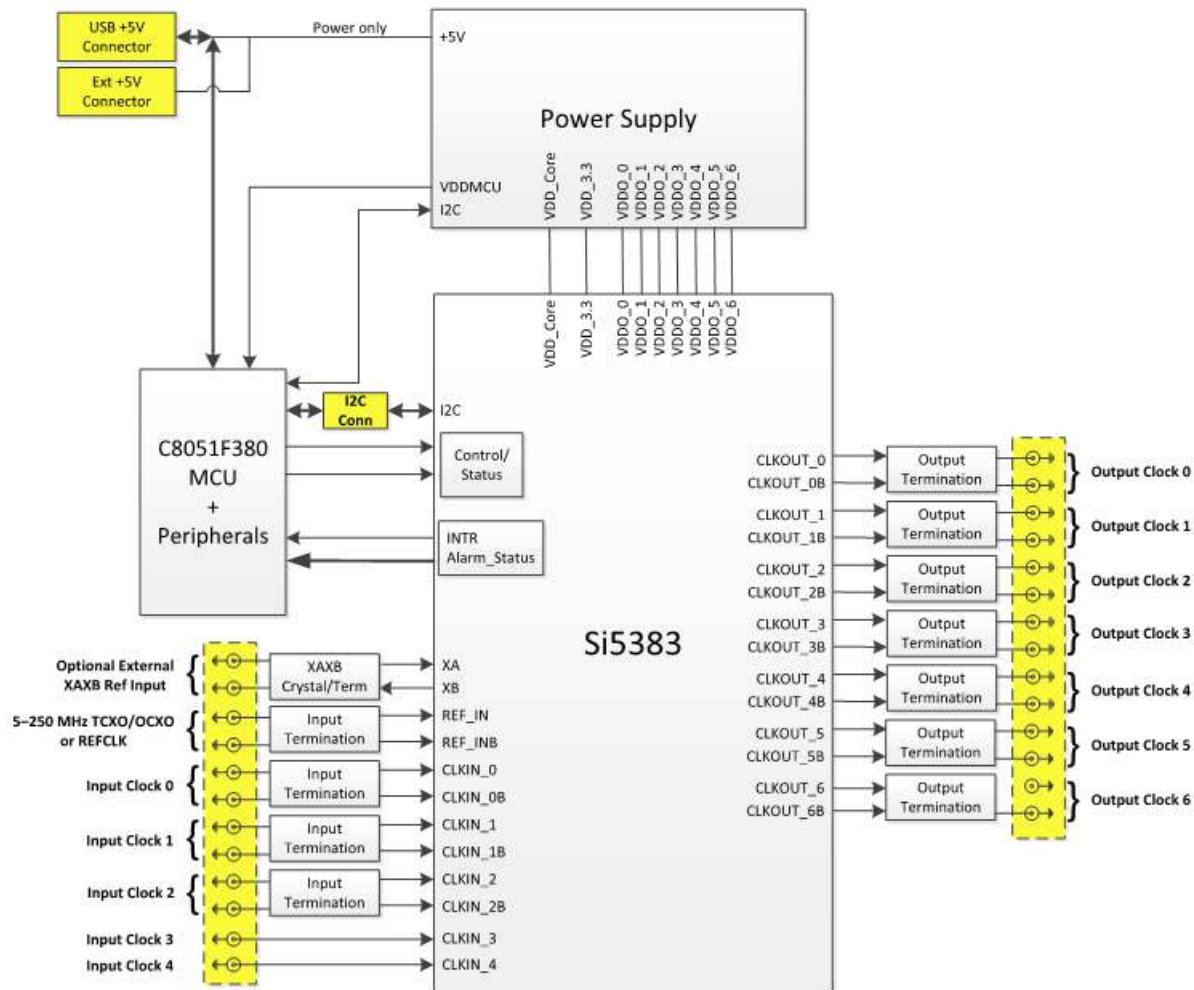 USB +5V
Connector
Ext +5V
Connector
Power only
+5V
Power Supply
VDDMCU
I2C
VDD_Core
VDD_3.3
VDDO_0
VDDO_1
VDDO_2
VDDO_3
VDDO_4
VDDO_5
VDDO_6
VDD_Core
VDD_3.3
VDDO_0
VDDO_1
VDDO_2
VDDO_3
VDDO_4
VDDO_5
VDDO_6
C8051F380
MCU
+
Peripherals
I2C
Conn
I2C
Control/
Status
INTR
Alarm_Status
Si5383
Optional External
XAXB Ref Input
XAXB
Crystal/Term
XA
XB
5–250 MHz TCXO/OCXO
or REFCLK
Input
Termination
REF_IN
REF_INB
Input Clock 0
Input
Termination
CLKIN_0
CLKIN_0B
Input Clock 1
Input
Termination
CLKIN_1
CLKIN_1B
Input Clock 2
Input
Termination
CLKIN_2
CLKIN_2B
Input Clock 3
CLKIN_3
Input Clock 4
CLKIN_4
CLKOUT_0
CLKOUT_0B
Output
Termination
Output Clock 0
CLKOUT_1
CLKOUT_1B
Output
Termination
Output Clock 1
CLKOUT_2
CLKOUT_2B
Output
Termination
Output Clock 2
CLKOUT_3
CLKOUT_3B
Output
Termination
Output Clock 3
CLKOUT_4
CLKOUT_4B
Output
Termination
Output Clock 4
CLKOUT_5
CLKOUT_5B
Output
Termination
Output Clock 5
CLKOUT_6
CLKOUT_6B
Output
Termination
Output Clock 6